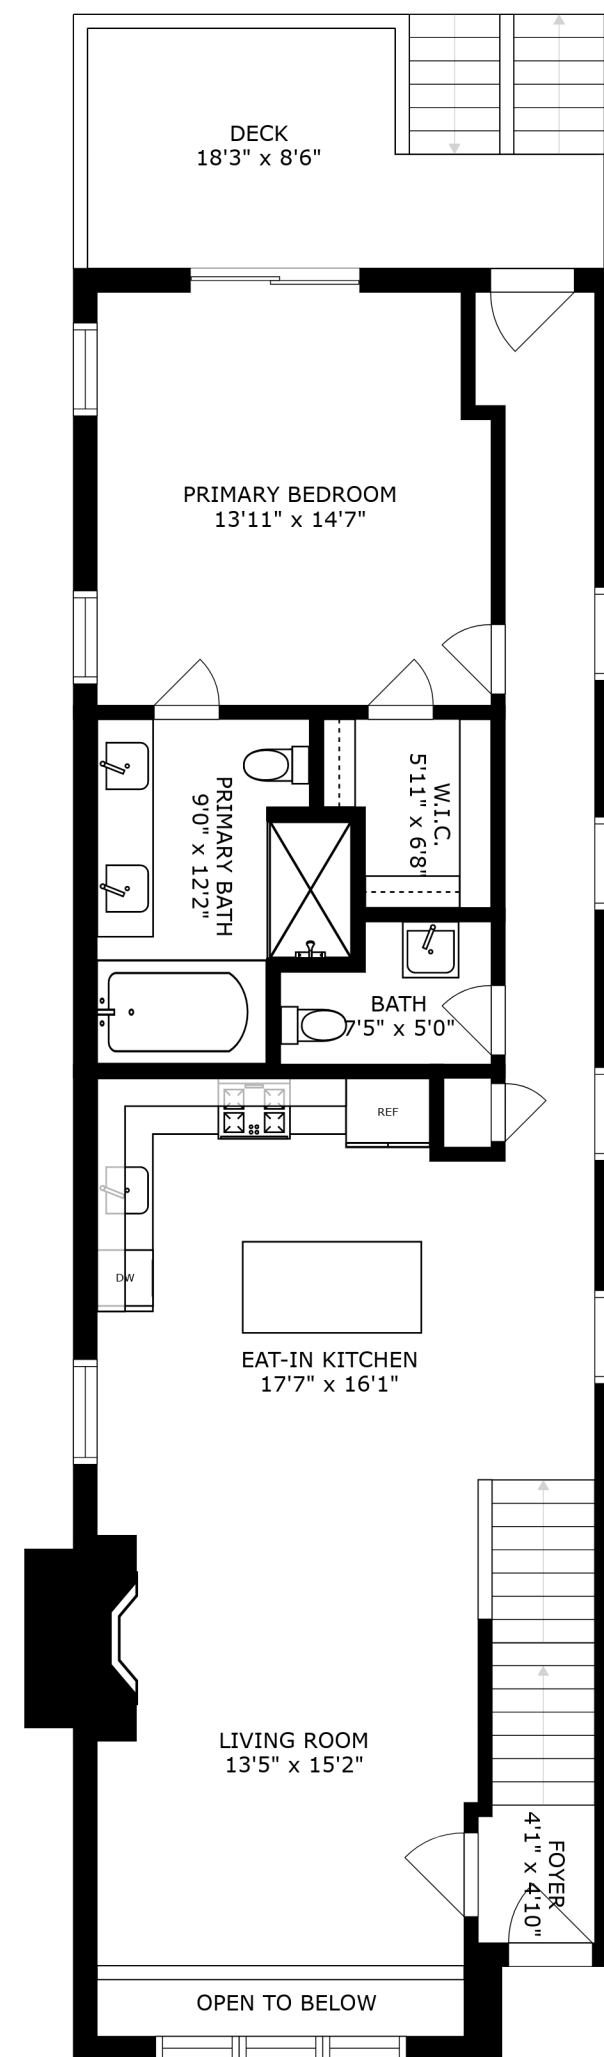 DECK
18'3" x 8'6"
PRIMARY BEDROOM
13'11" x 14'7"
PRIMARY BATH
9'0" x 12'2"
W.I.C.
5'11" x 6'8"
BATH
7'5" x 5'0"
REF
DW
EAT-IN KITCHEN
17'7" x 16'1"
LIVING ROOM
13'5" x 15'2"
FOYER
4'1" x 4'10"
OPEN TO BELOW